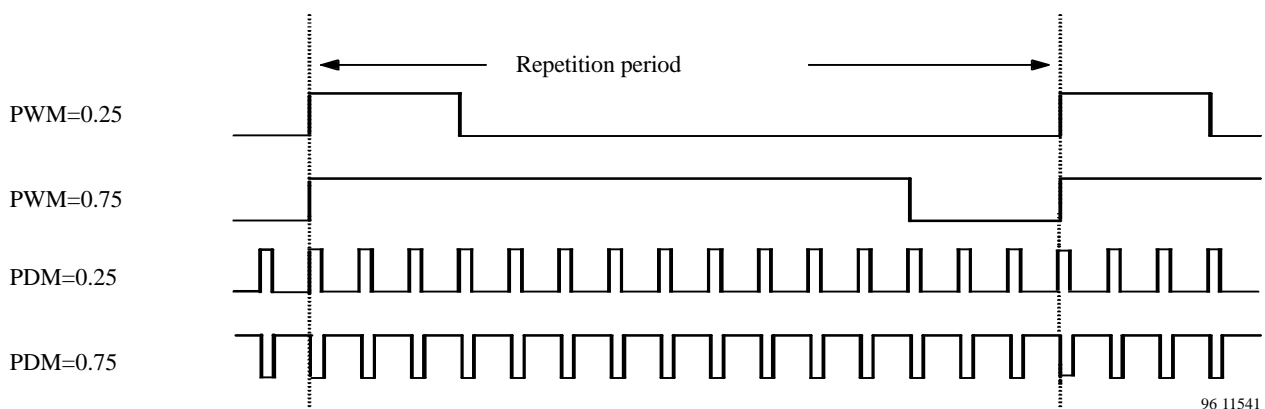 Repetition period
PWM=0.25
PWM=0.75
PDM=0.25
PDM=0.75
96 11541